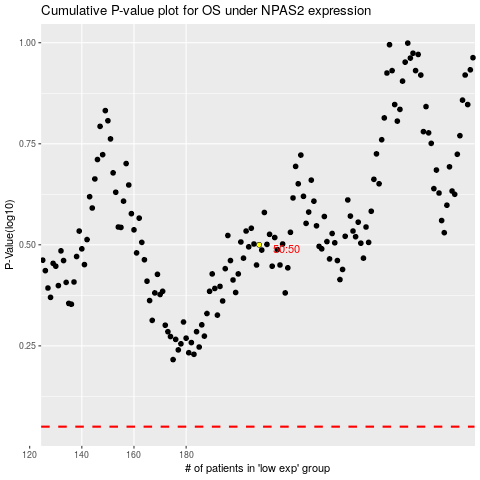 Cumulative P-value plot for OS under NPAS2 expression
P-Value(log10)
1.00
0.75
0.50
0.25
50:50
120 140 160 180
# of patients in 'low exp' group